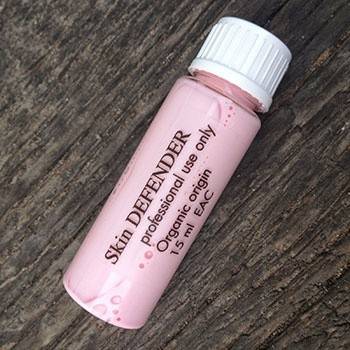 Skin DEFENDER
professional use only
Organic origin
15 ml EAC